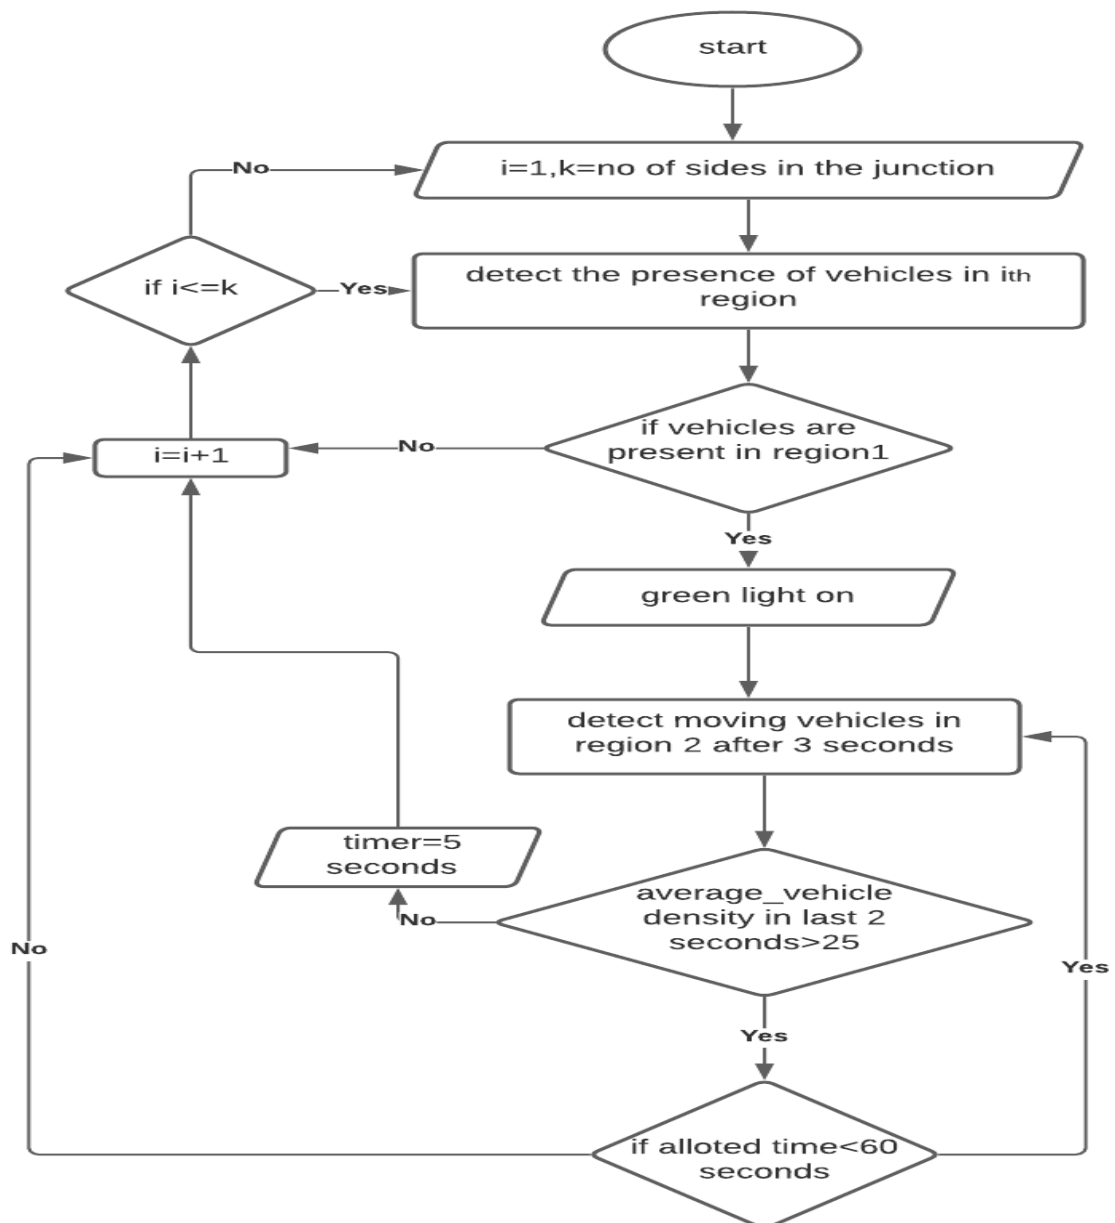 start
No
i=1,k=no of sides in the junction
if i<=k
Yes
detect the presence of vehicles in ith
region
i=i+1
No
if vehicles are
present in region1
Yes
green light on
detect moving vehicles in
region 2 after 3 seconds
timer=5
seconds
No
average_vehicle
density in last 2
seconds>25
No
Yes
Yes
if alloted time<60
seconds